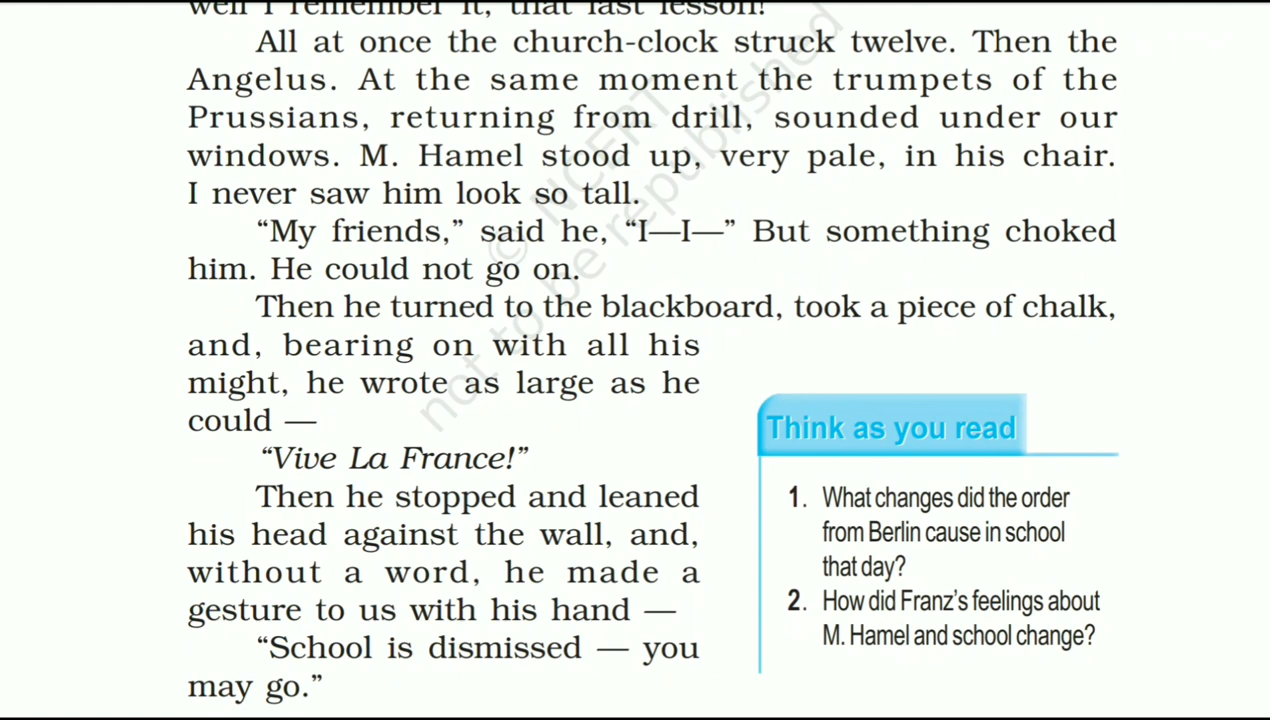 well I remember it, that last lesson!
All at once the church-clock struck twelve. Then the
Angelus. At the same moment the trumpets of the
Prussians, returning from drill, sounded under our
windows. M. Hamel stood up, very pale, in his chair.
I never saw him look so tall.
“My friends,” said he, “I—I—” But something choked
him. He could not go on.
Then he turned to the blackboard, took a piece of chalk,
and, bearing on with all his
might, he wrote as large as he
could —
“Vive La France!”
Then he stopped and leaned
his head against the wall, and,
without a word, he made a
gesture to us with his hand —
“School is dismissed — you
may go.”
Think as you read
1. What changes did the order
from Berlin cause in school
that day?
2. How did Franz’s feelings about
M. Hamel and school change?
© NCERT
not to be republished